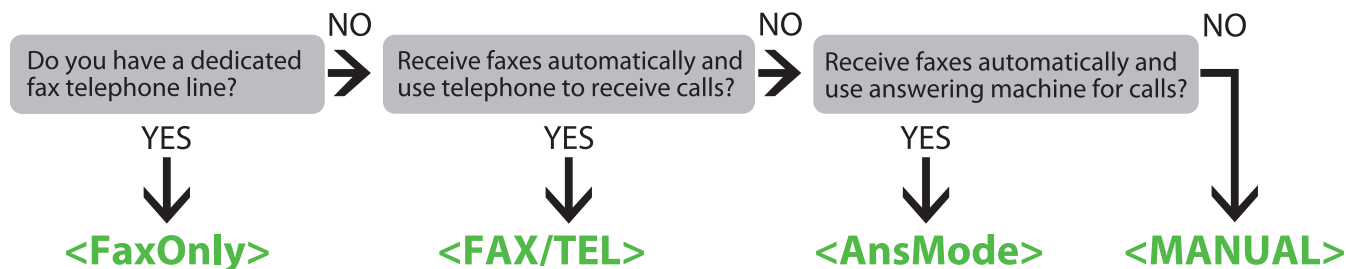 NO
NO
NO
Do you have a dedicated
fax telephone line?
Receive faxes automatically and
use telephone to receive calls?
Receive faxes automatically and
use answering machine for calls?
YES
YES
YES
<FaxOnly>
<FAX/TEL>
<AnsMode>
<MANUAL>